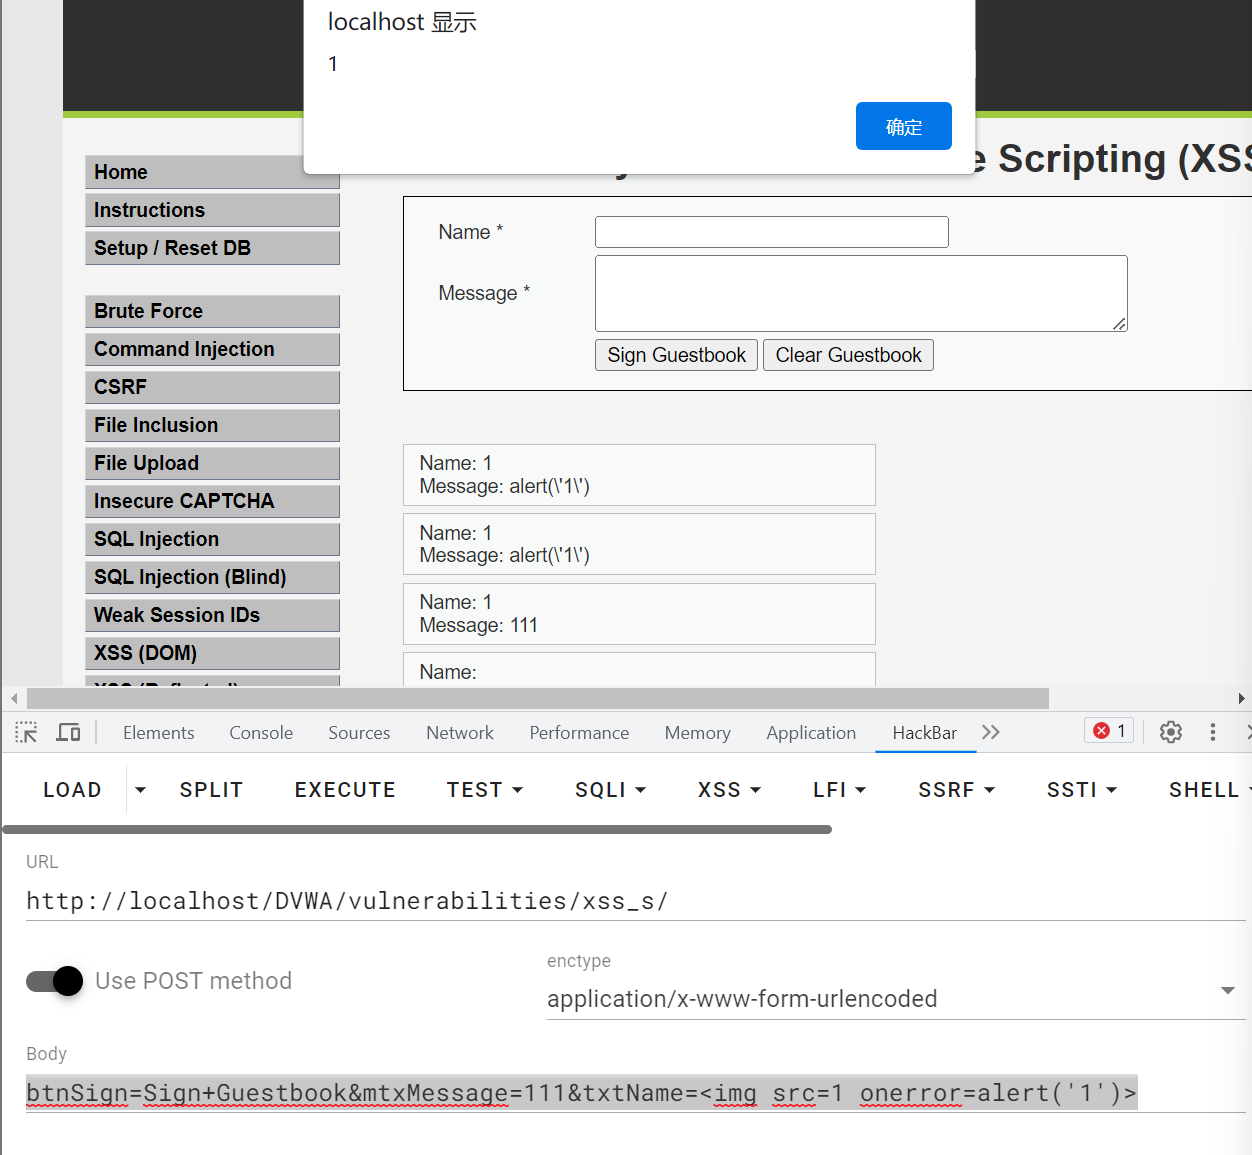 localhost 显示
1
确定
e Scripting (XSS
Home
Instructions
Setup / Reset DB
Brute Force
Command Injection
CSRF
File Inclusion
File Upload
Insecure CAPTCHA
SQL Injection
SQL Injection (Blind)
Weak Session IDs
XSS (DOM)
Name *
Message *
Sign Guestbook Clear Guestbook
Name: 1
Message: alert(\'1\')
Name: 1
Message: alert(\'1\')
Name: 1
Message: 111
Name:
Elements Console Sources Network Performance Memory Application HackBar 1
LOAD SPLIT EXECUTE TEST SQLI XSS LFI SSRF SSTI SHELL
URL
http://localhost/DVWA/vulnerabilities/xss_s/
Use POST method
enctype
application/x-www-form-urlencoded
Body
btnSign=Sign+Guestbook&mtxMessage=111&txtName=<img src=1 onerror=alert('1')>